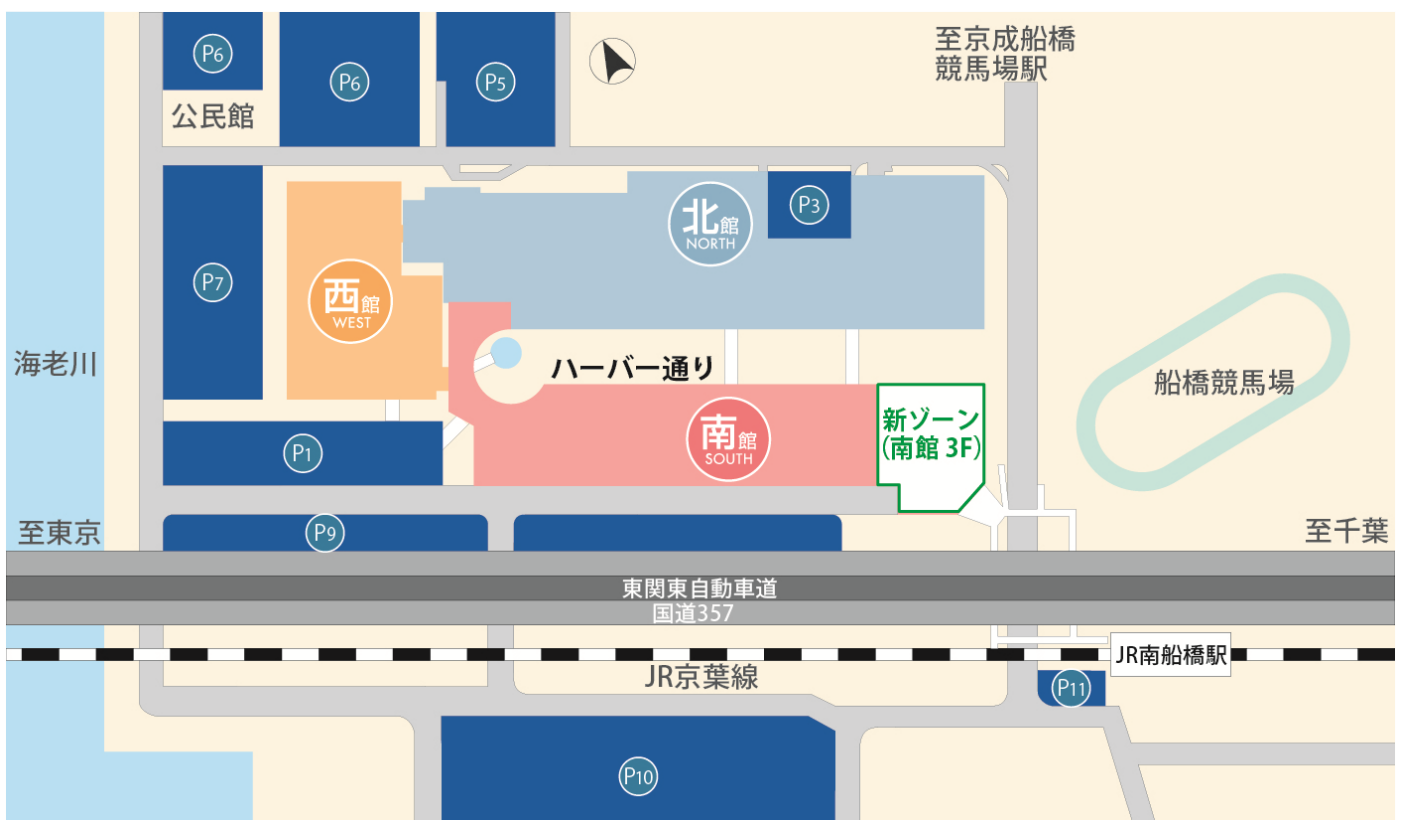 P6
P6
P5
至京成船橋
競馬場駅
公民館
P3
北館
NORTH
P7
西館
WEST
海老川
ハーバー通り
船橋競馬場
新ゾーン
(南館 3F)
南館
SOUTH
P1
至東京
P9
至千葉
東関東自動車道
国道357
JR南船橋駅
JR京葉線
P11
P10